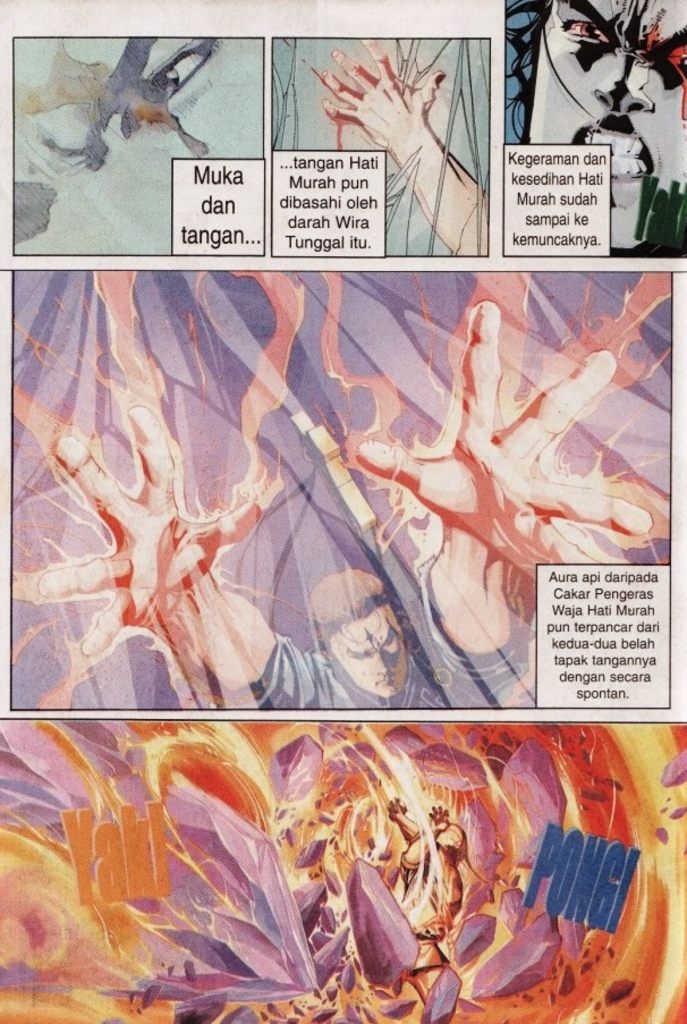 Muka
dan
tangan...
...tangan Hati
Murah pun
dibasahi oleh
darah Wira
Tunggal itu.
Kegeraman dan
kesedihan Hati
Murah sudah
sampai ke
kemuncaknya.
YaK!
Aura api daripada
Cakar Pengeras
Waja Hati Murah
pun terpancar dari
kedua-dua belah
tapak tangannya
dengan secara
spontan.
YaK!
PONG!